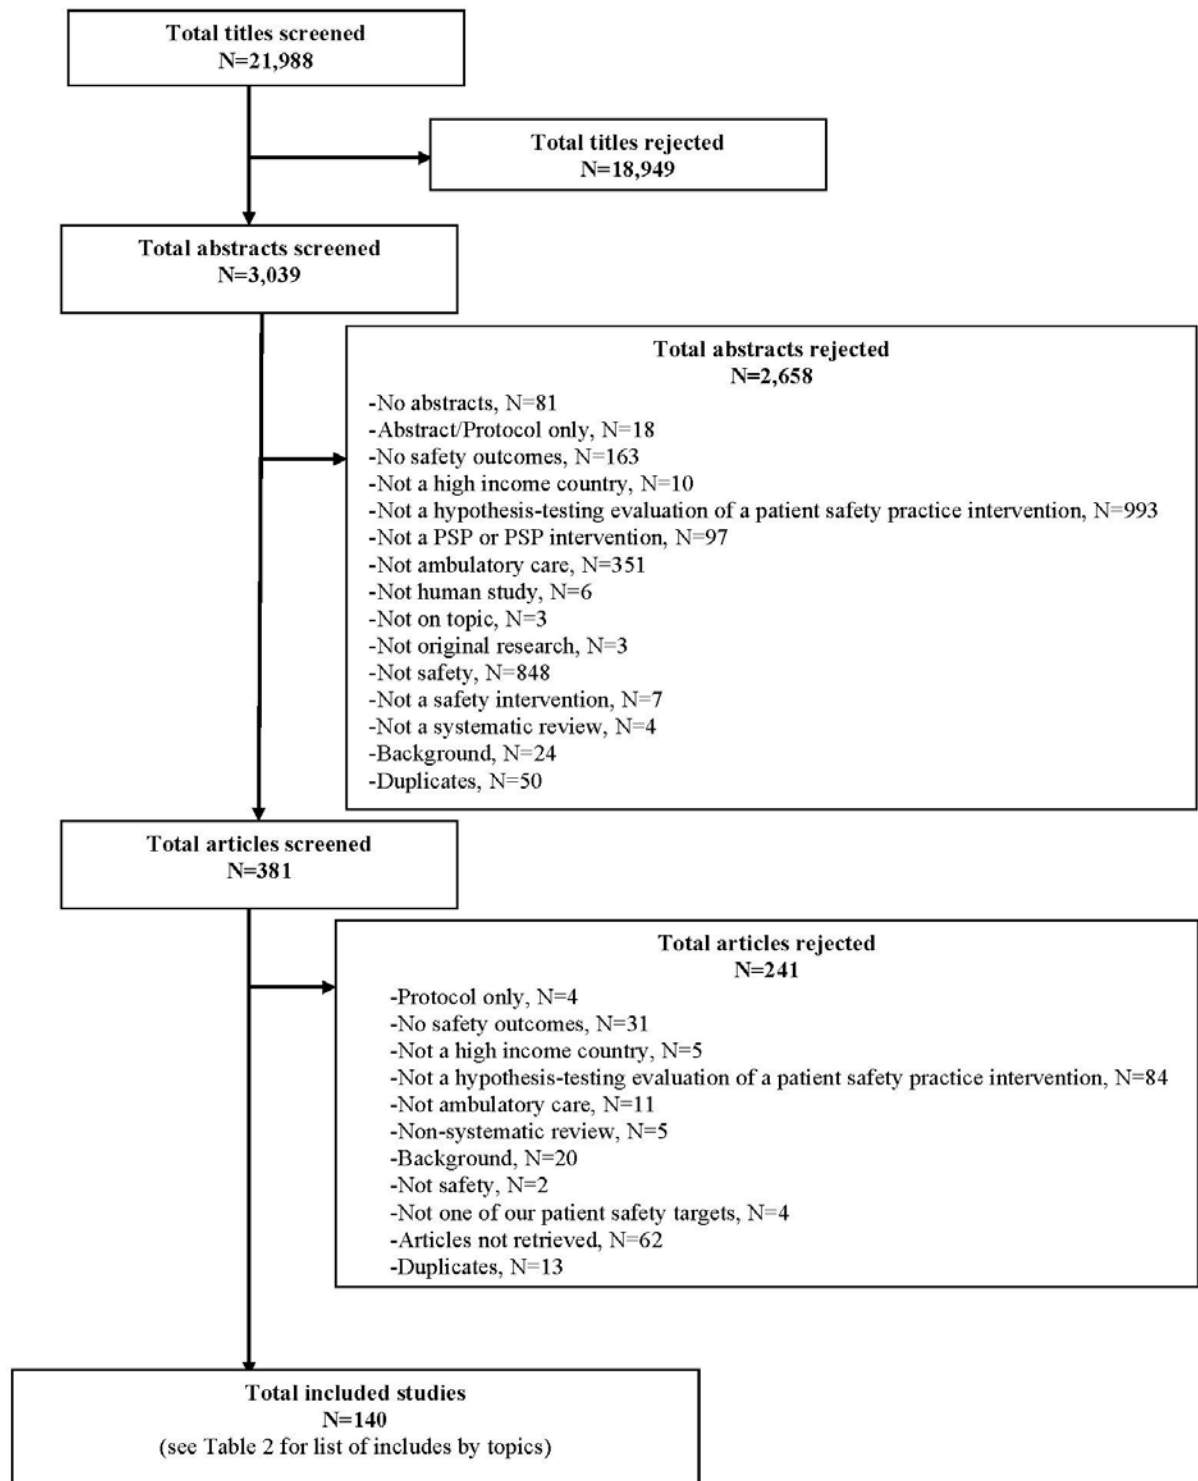 Total titles screened
N=21,988
Total titles rejected
N=18,949
Total abstracts screened
N=3,039
Total abstracts rejected
N=2,658
-No abstracts, N=81
-Abstract/Protocol only, N=18
-No safety outcomes, N=163
-Not a high income country, N=10
-Not a hypothesis-testing evaluation of a patient safety practice intervention, N=993
-Not a PSP or PSP intervention, N=97
-Not ambulatory care, N=351
-Not human study, N=6
-Not on topic, N=3
-Not original research, N=3
-Not safety, N=848
-Not a safety intervention, N=7
-Not a systematic review, N=4
-Background, N=24
-Duplicates, N=50
Total articles screened
N=381
Total articles rejected
N=241
-Protocol only, N=4
-No safety outcomes, N=31
-Not a high income country, N=5
-Not a hypothesis-testing evaluation of a patient safety practice intervention, N=84
-Not ambulatory care, N=11
-Non-systematic review, N=5
-Background, N=20
-Not safety, N=2
-Not one of our patient safety targets, N=4
-Articles not retrieved, N=62
-Duplicates, N=13
Total included studies
N=140
(see Table 2 for list of includes by topics)